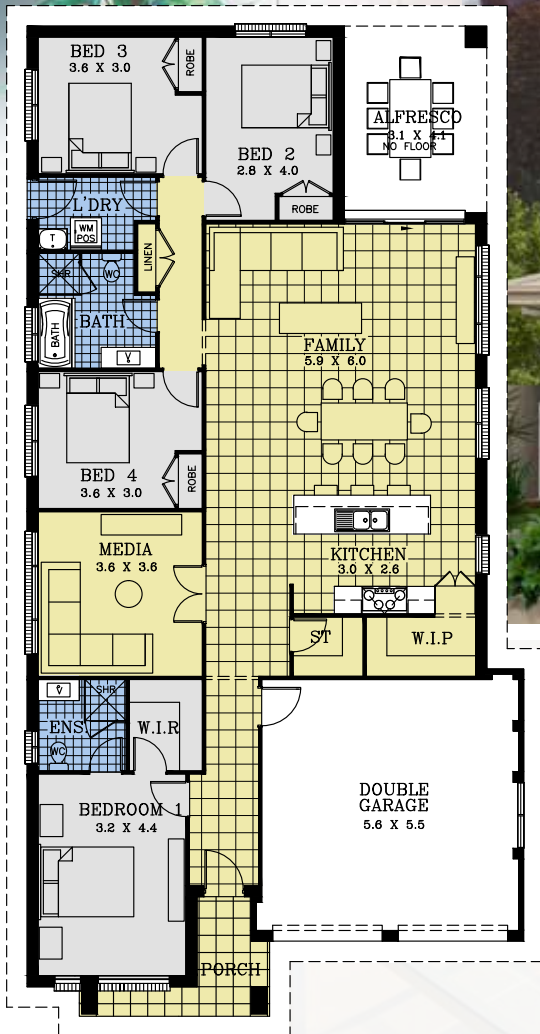 BED 3
3.6 X 3.0
ROBE
BED 2
2.8 X 4.0
ROBE
ALFRESCO
3.1 X 4.1
NO FLOOR
L'DRY
T
WM
POS
LINEN
SHR
WC
BATH
BATH
V
FAMILY
5.9 X 6.0
BED 4
3.6 X 3.0
ROBE
MEDIA
3.6 X 3.6
KITCHEN
3.0 X 2.6
ST
W.I.P
V
SHR
ENS.
WC
W.I.R
BEDROOM 1
3.2 X 4.4
DOUBLE
GARAGE
5.6 X 5.5
PORCH